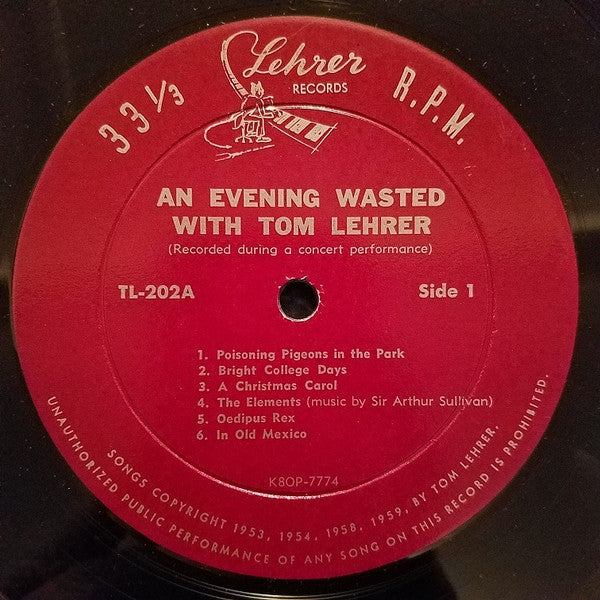 Lehrer
RECORDS
33 1/3
R.P.M.
AN EVENING WASTED
WITH TOM LEHRER
(Recorded during a concert performance)
TL-202A
Side 1
1. Poisoning Pigeons in the Park
2. Bright College Days
3. A Christmas Carol
4. The Elements (music by Sir Arthur Sullivan)
5. Oedipus Rex
6. In Old Mexico
K8OP-7774
SONGS COPYRIGHT 1953, 1954, 1958, 1959, BY TOM LEHRER.
UNAUTHORIZED PUBLIC PERFORMANCE OF ANY SONG ON THIS RECORD IS PROHIBITED.